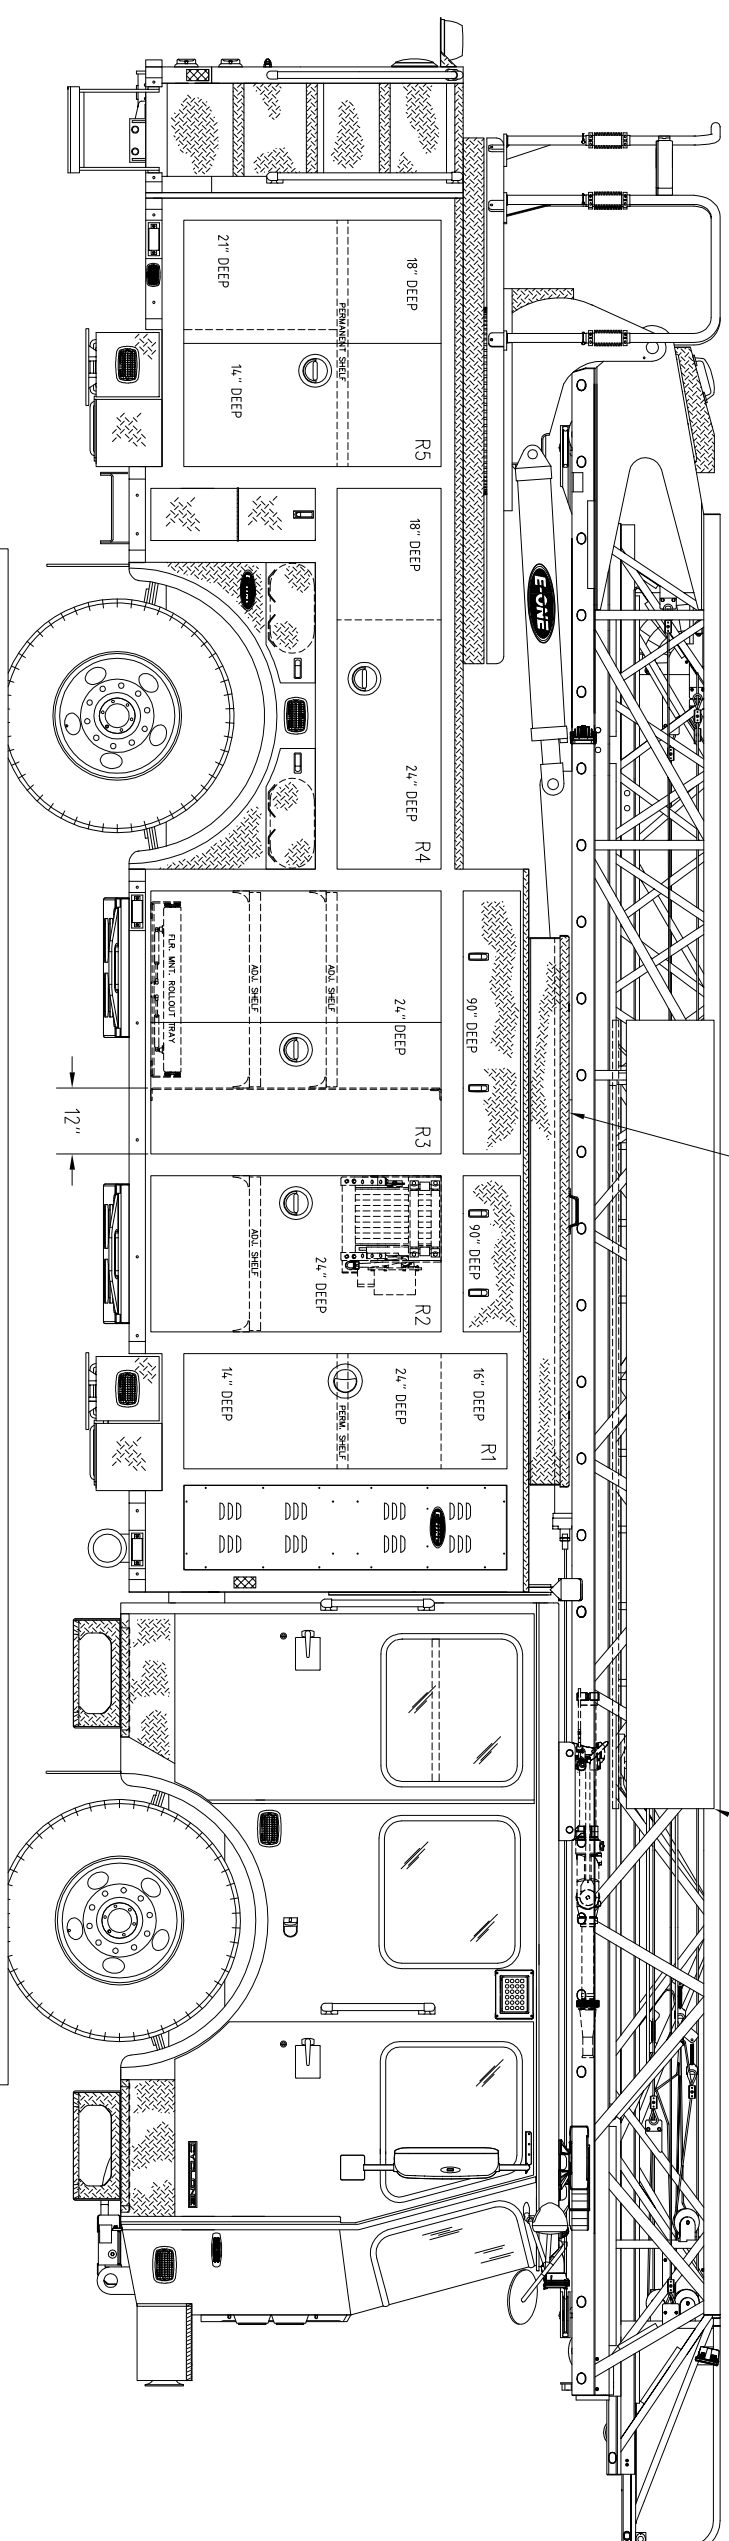 18" DEEP
21" DEEP
PERMANENT SHELF
14" DEEP
R5
18" DEEP
24" DEEP
R4
E-ONE
E-ONE
90" DEEP
24" DEEP
ADJ. SHELF
ADJ. SHELF
FLR. MNT. ROLLOUT TRAY
R3
12"
90" DEEP
24" DEEP
ADJ. SHELF
R2
16" DEEP
24" DEEP
14" DEEP
PERM. SHELF
R1
E-ONE